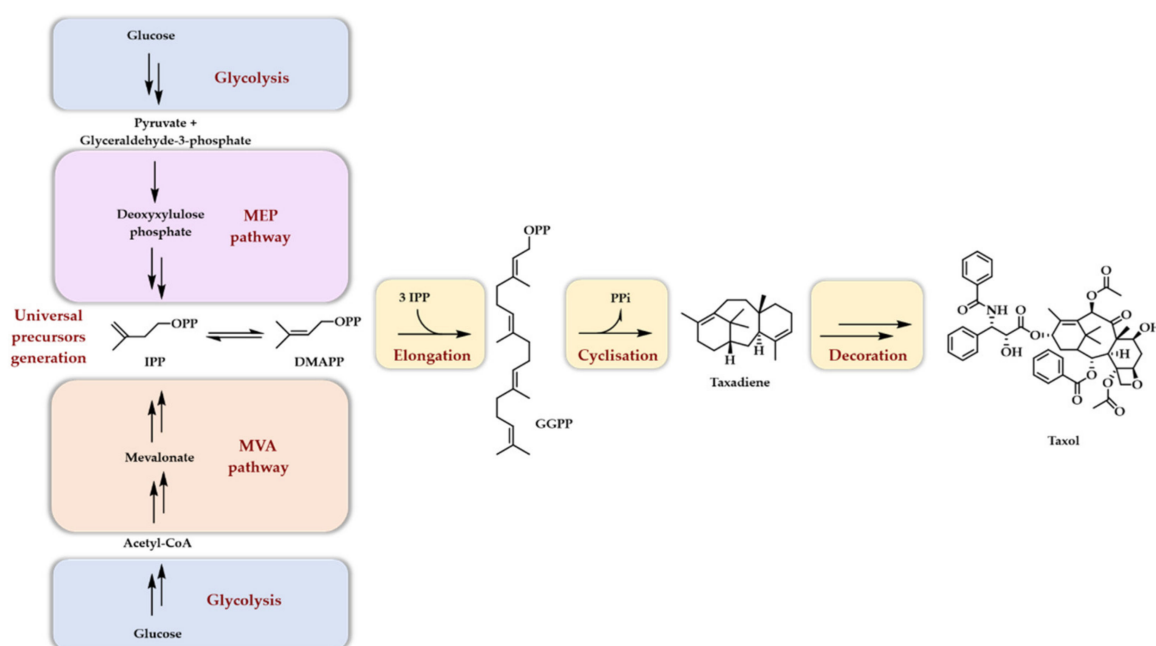 Glucose
Glycolysis
Pyruvate +
Glyceraldehyde-3-phosphate
Deoxyxylulose
phosphate
MEP
pathway
Universal
precursors
generation
OPP
IPP
OPP
DMAPP
MVA
pathway
Mevalonate
Acetyl-CoA
Glycolysis
Glucose
3 IPP
Elongation
OPP
GGPP
PPi
Cyclisation
H
H
Taxadiene
Decoration
O
NH
O
OH
O
O
O
O
OH
H
O
O
O
O
O
Taxol